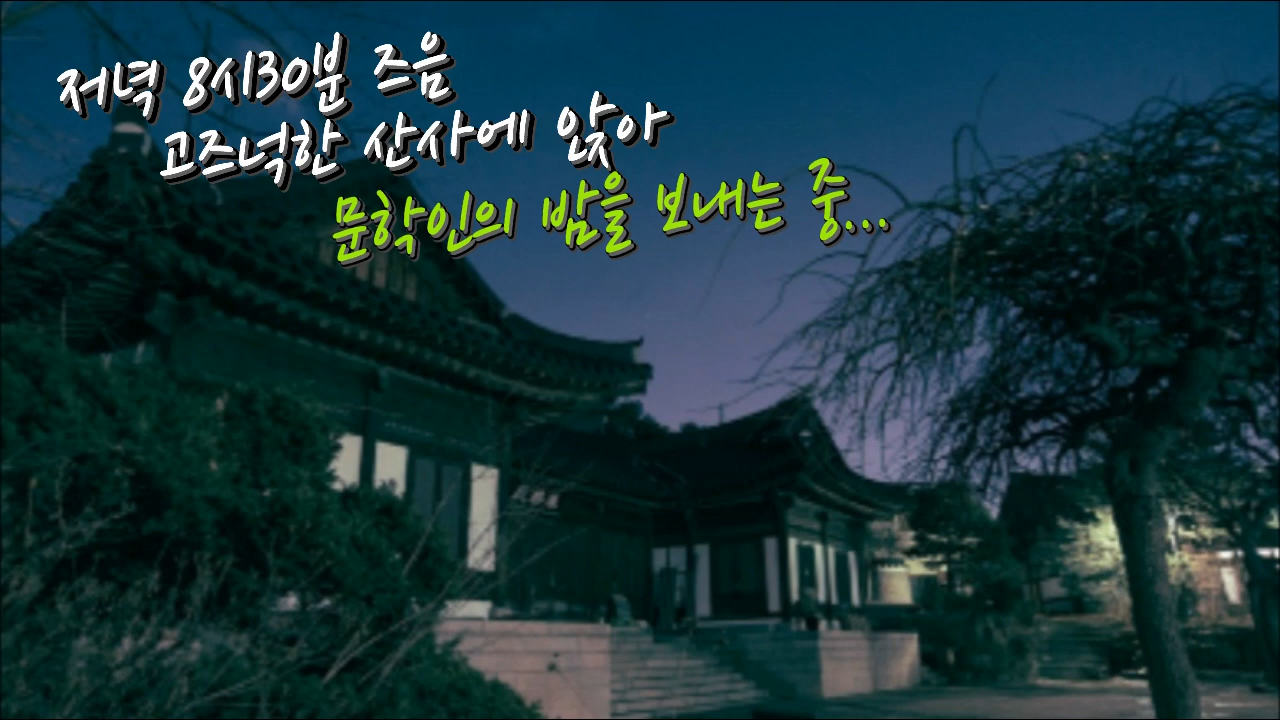 저녁 8시30분 즈음
고즈넉한 산사에 앉아
문학인의 밤을 보내는 중...